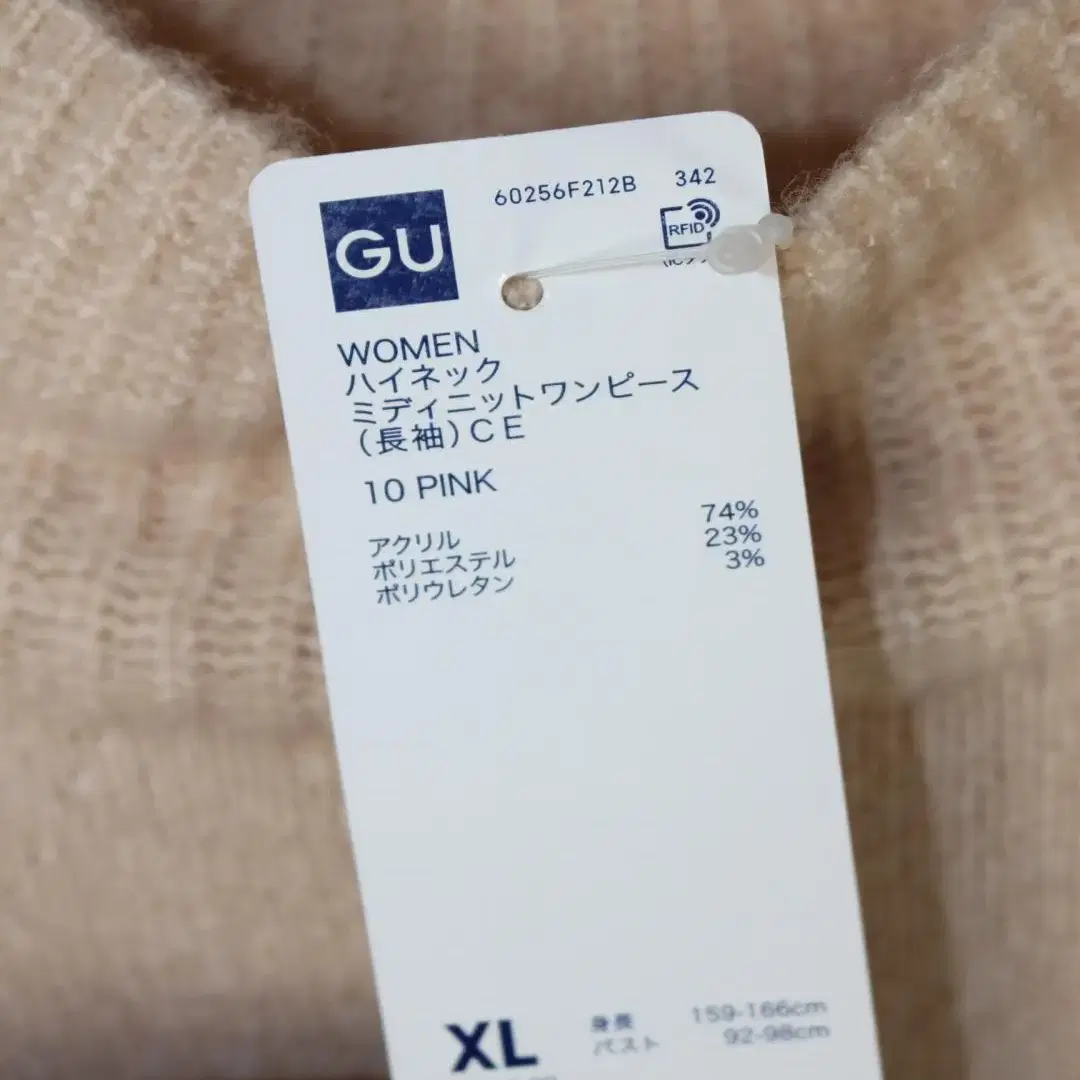 60256F212B 342
GU
RFID
WOMEN
ハイネック
ミディニットワンピース
(長袖)CE
10 PINK
アクリル 74%
ポリエステル 23%
ポリウレタン 3%
XL
身長 159-166cm
バスト 92-98cm